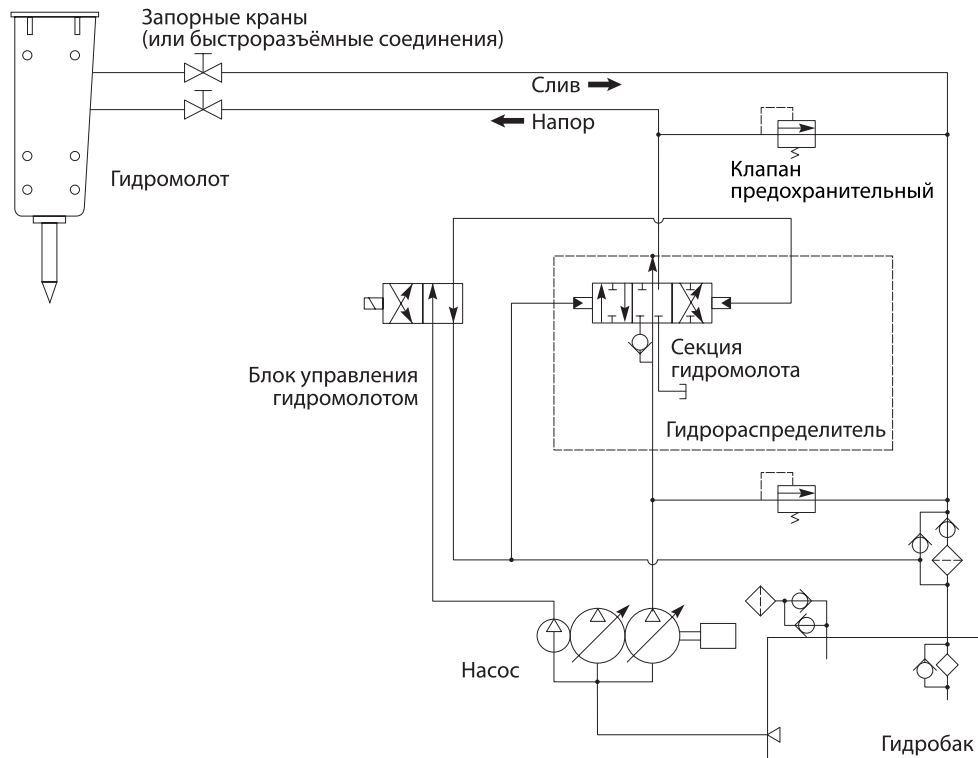 Запорные краны
(или быстроразъёмные соединения)
Слив
Напор
Гидромолот
Клапан
предохранительный
Секция
гидромолота
Блок управления
гидромолотом
Гидрораспределитель
Насос
Гидробак